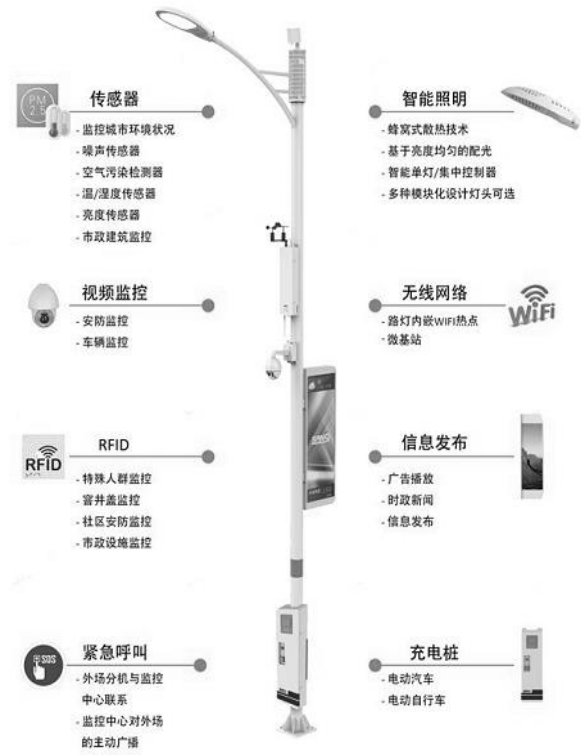 PM
2.5
传感器
- 监控城市环境状况
- 噪声传感器
- 空气污染检测器
- 温/湿度传感器
- 亮度传感器
- 市政建筑监控
智能照明
- 蜂窝式散热技术
- 基于亮度均匀的配光
- 智能单灯/集中控制器
- 多种模块化设计灯头可选
视频监控
- 安防监控
- 车辆监控
无线网络
- 路灯内嵌WIFI热点
- 微基站
WiFi
RFID
RFID
- 特殊人群监控
- 窨井盖监控
- 社区安防监控
- 市政设施监控
信息发布
- 广告播放
- 时政新闻
- 信息发布
SOS
紧急呼叫
- 外场分机与监控
中心联系
- 监控中心对外场
的主动广播
充电桩
- 电动汽车
- 电动自行车